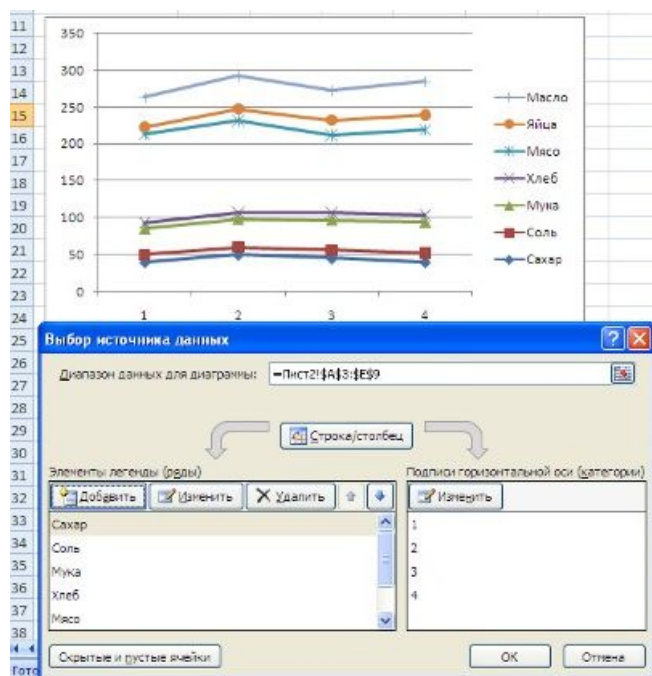 11
12
13
14
15
16
17
18
19
20
21
22
23
24
25
26
27
28
29
30
31
32
33
34
35
36
37
38
350
300
250
200
150
100
50
0
1 2 3 4
Масло
Яйца
Мясо
Хлеб
Мука
Соль
Сахар
Выбор источника данных
Диапазон данных для диаграммы: =Лист2!$A$3:$E$9
Строка/столбец
Элементы легенды (ряды)
Подписи горизонтальной оси (категории)
Добавить Изменить Удалить
Изменить
Сахар
Соль
Мука
Хлеб
Мясо
1
2
3
4
Скрытые и пустые ячейки
ОК Отмена
Гото